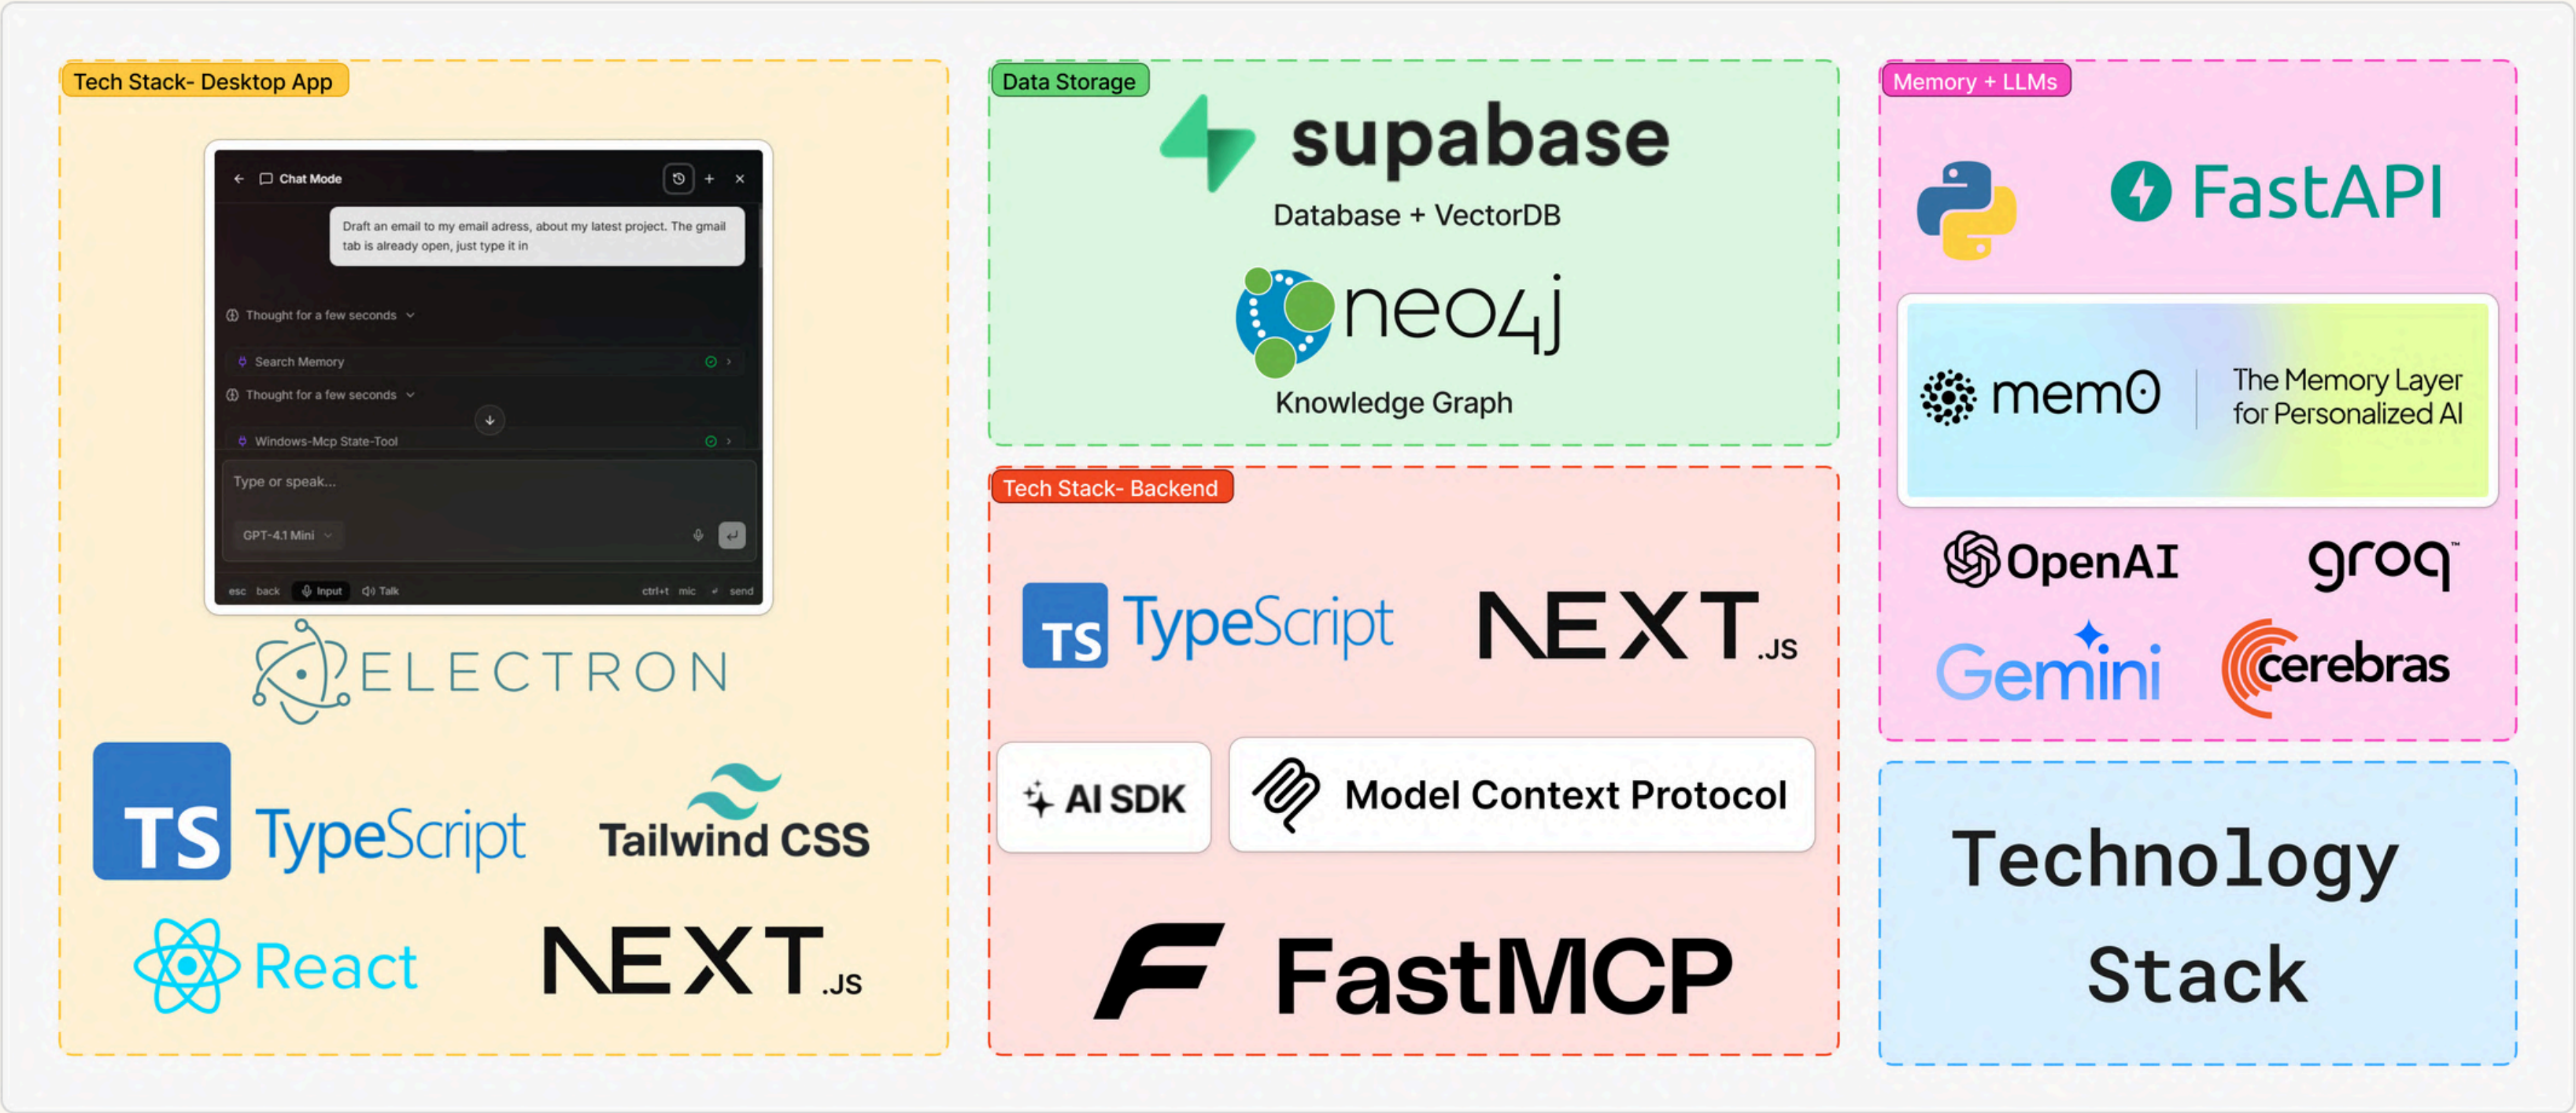 Tech Stack- Desktop App
Chat Mode
Draft an email to my email adress, about my latest project. The gmail
tab is already open, just type it in
Thought for a few seconds
Search Memory
Thought for a few seconds
Windows-Mcp State-Tool
Type or speak...
GPT-4.1 Mini
esc back Input Talk ctrl+t mic send
ELECTRON
TS TypeScript
Tailwind CSS
React
NEXT.JS
Data Storage
supabase
Database + VectorDB
neo4j
Knowledge Graph
Tech Stack- Backend
TS TypeScript
NEXT.JS
AI SDK
Model Context Protocol
FastMCP
Memory + LLMs
FastAPI
mem0
The Memory Layer
for Personalized AI
OpenAI
groq™
Gemini
cerebras
Technology
Stack